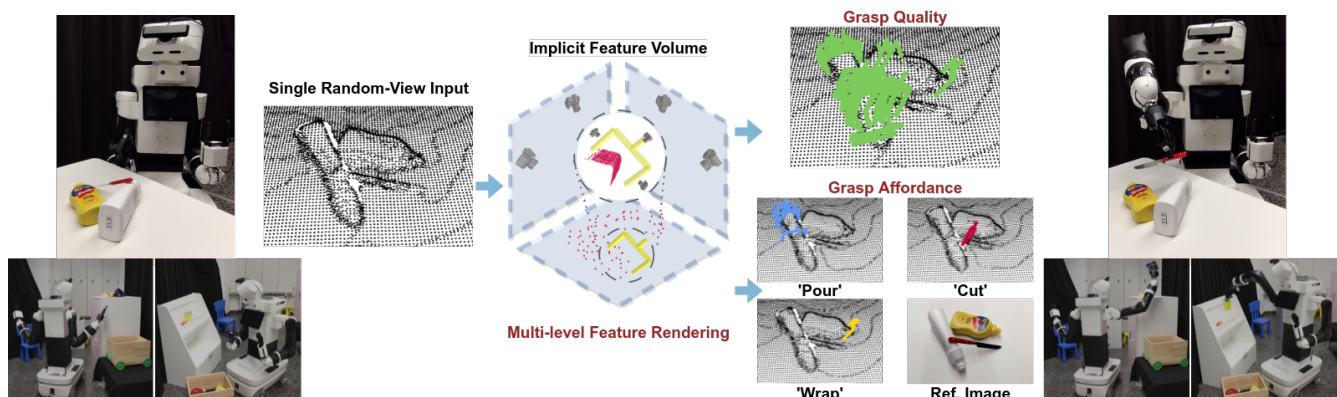 Single Random-View Input
Implicit Feature Volume
Multi-level Feature Rendering
Grasp Quality
Grasp Affordance
'Pour'
'Cut'
'Wrap'
Ref. Image